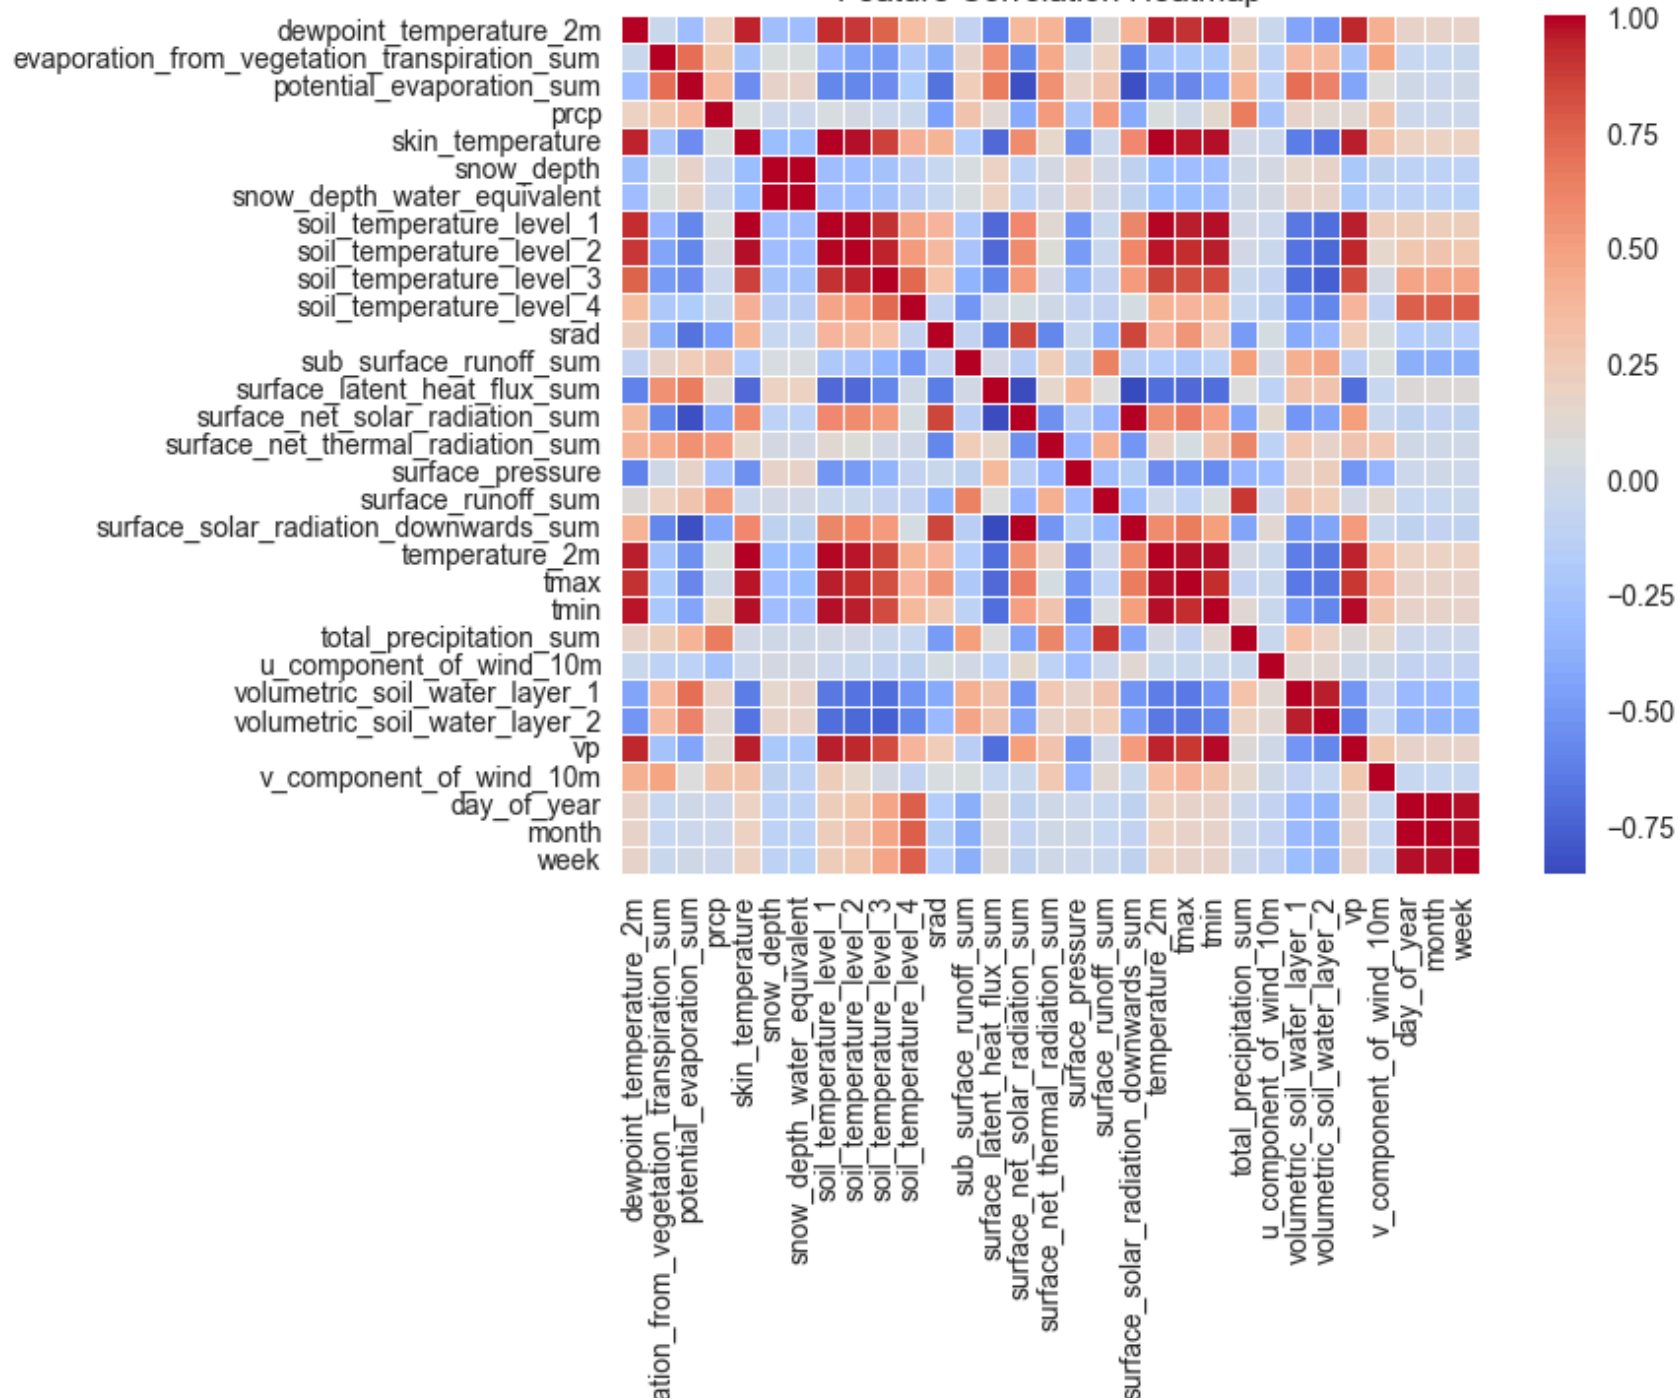 dewpoint_temperature_2m
evaporation_from_vegetation_transpiration_sum
potential_evaporation_sum
prcp
skin_temperature
snow_depth
snow_depth_water_equivalent
soil_temperature_level_1
soil_temperature_level_2
soil_temperature_level_3
soil_temperature_level_4
srad
sub_surface_runoff_sum
surface_latent_heat_flux_sum
surface_net_solar_radiation_sum
surface_net_thermal_radiation_sum
surface_pressure
surface_runoff_sum
surface_solar_radiation_downwards_sum
temperature_2m
tmax
tmin
total_precipitation_sum
u_component_of_wind_10m
volumetric_soil_water_layer_1
volumetric_soil_water_layer_2
vp
v_component_of_wind_10m
day_of_year
month
week
1.00
0.75
0.50
0.25
0.00
−0.25
−0.50
−0.75
dewpoint_temperature_2m
ation_from_vegetation_transpiration_sum
potential_evaporation_sum
prcp
skin_temperature
snow_depth
snow_depth_water_equivalent
soil_temperature_level_1
soil_temperature_level_2
soil_temperature_level_3
soil_temperature_level_4
srad
sub_surface_runoff_sum
surface_latent_heat_flux_sum
surface_net_solar_radiation_sum
surface_net_thermal_radiation_sum
surface_pressure
surface_runoff_sum
surface_solar_radiation_downwards_sum
temperature_2m
tmax
tmin
total_precipitation_sum
u_component_of_wind_10m
volumetric_soil_water_layer_1
volumetric_soil_water_layer_2
vp
v_component_of_wind_10m
day_of_year
month
week